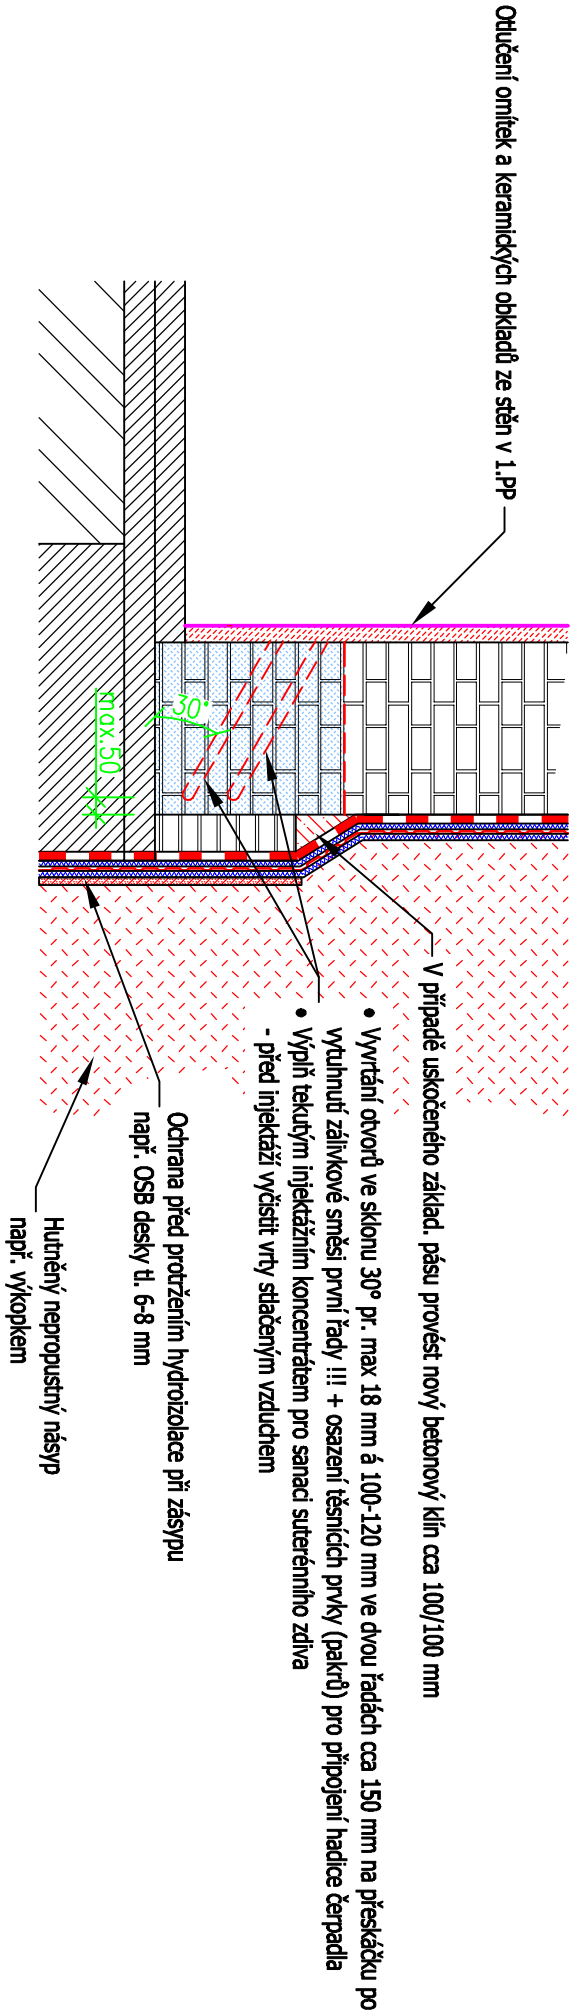 Otlučení omítek a keramických obkladů ze stěn v 1.PP
V případě uskočeného základ. pásu provést nový betonový klín cca 100/100 mm
• Vyvrtání otvorů ve sklonu 30° pr. max 18 mm á 100-120 mm ve dvou řadách cca 150 mm na přeskáčku po
vytuhnutí zálivkové směsi první řady !!! + osazení těsnících prvky (pakrů) pro připojení hadice čerpadla
• Výplň tekutým injektážním koncentrátem pro sanaci suterénního zdiva
- před injektáží vyčistit vrty stlačeným vzduchem
30°
max.50
Ochrana před protržením hydroizolace při zásypu
např. OSB desky tl. 6-8 mm
Hutněný nepropustný násyp
např. výkopkem